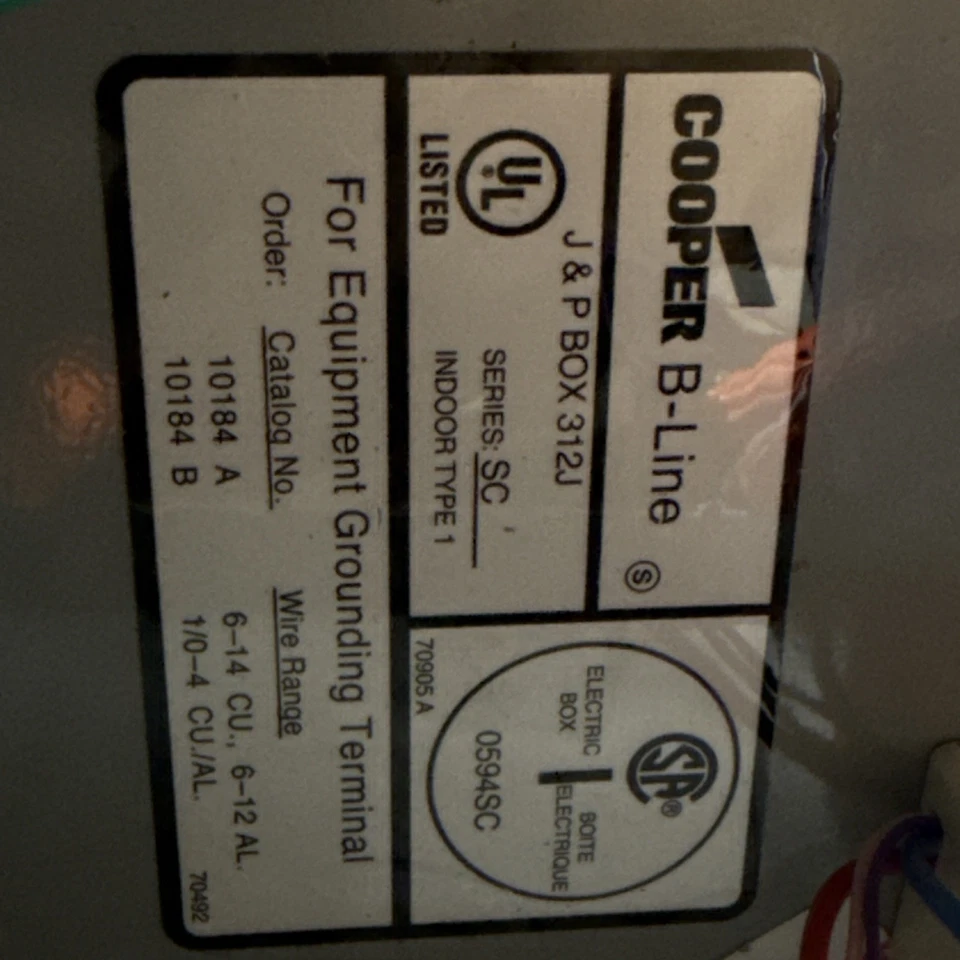 COOPER B-Line Ⓢ
J & P BOX 312J
UL®
LISTED
SERIES: SC
INDOOR TYPE 1
SA®
ELECTRIC
BOX
BOITE
ELECTRIQUE
0594SC
70905 A
For Equipment Grounding Terminal
Order: Catalog No. Wire Range
10184 A 6–14 CU., 6–12 AL.
10184 B 1/0–4 CU./AL.
70492